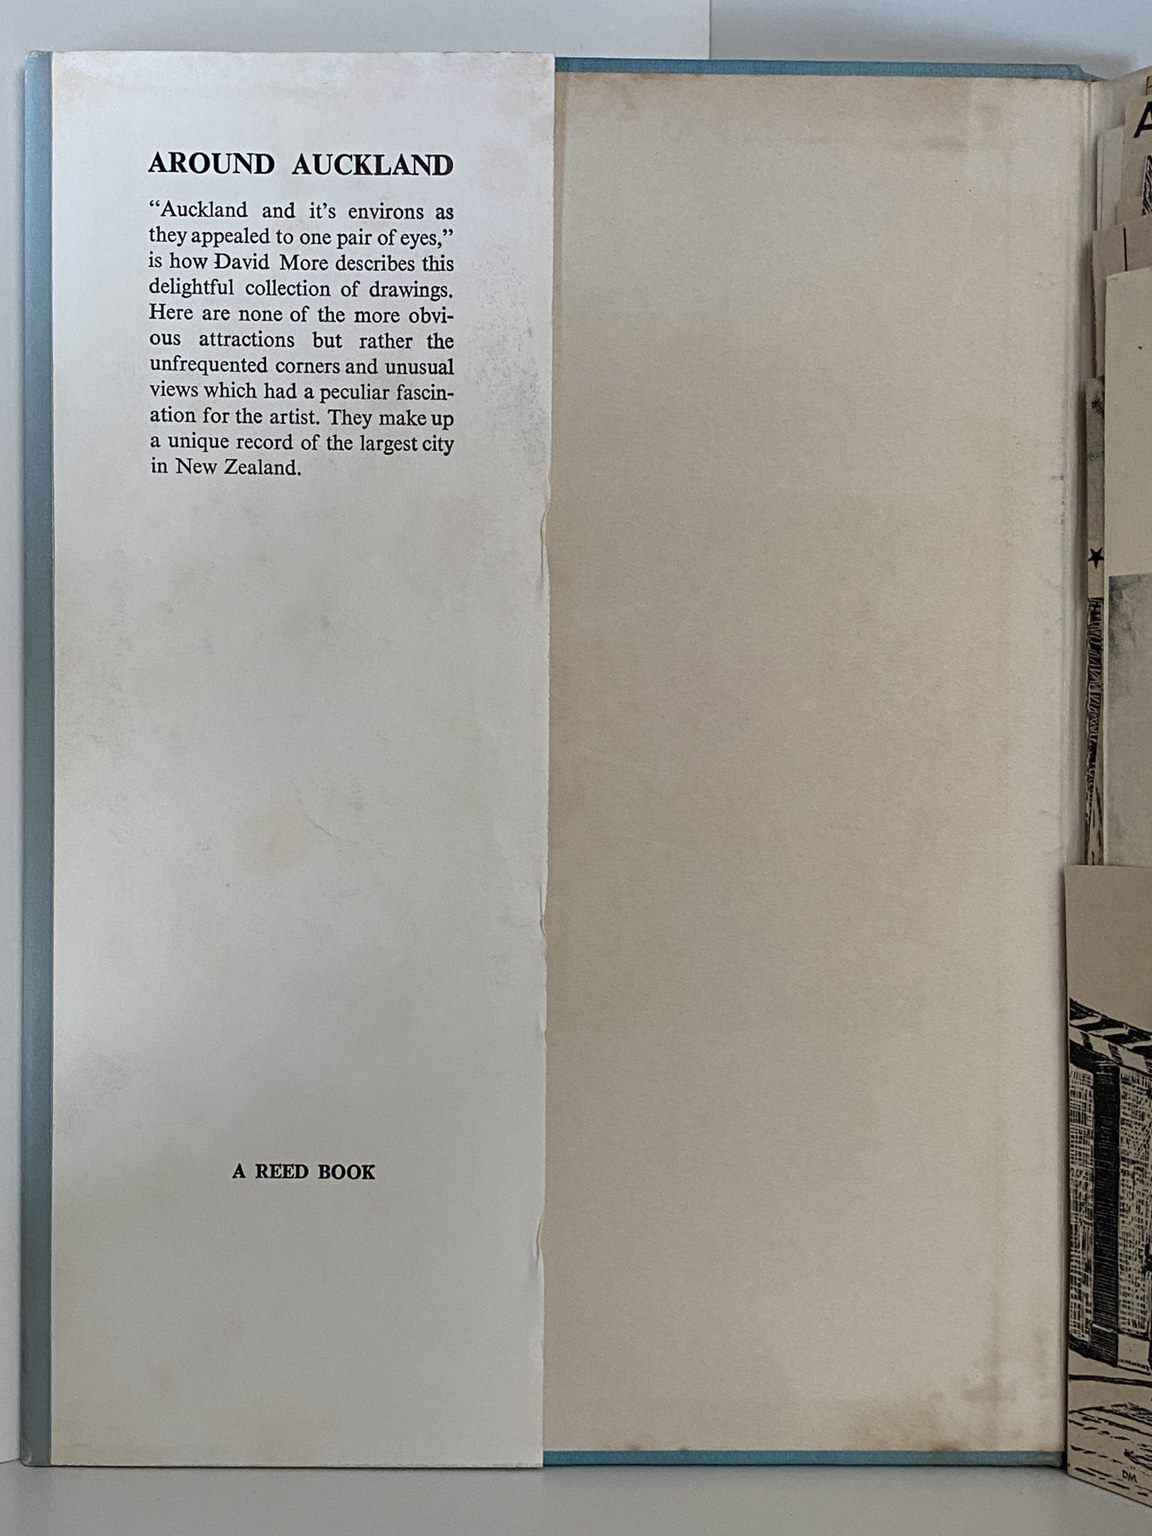 AROUND AUCKLAND
“Auckland and it’s environs as
they appealed to one pair of eyes,”
is how David More describes this
delightful collection of drawings.
Here are none of the more obvi-
ous attractions but rather the
unfrequented corners and unusual
views which had a peculiar fascin-
ation for the artist. They make up
a unique record of the largest city
in New Zealand.
A REED BOOK
A
DM